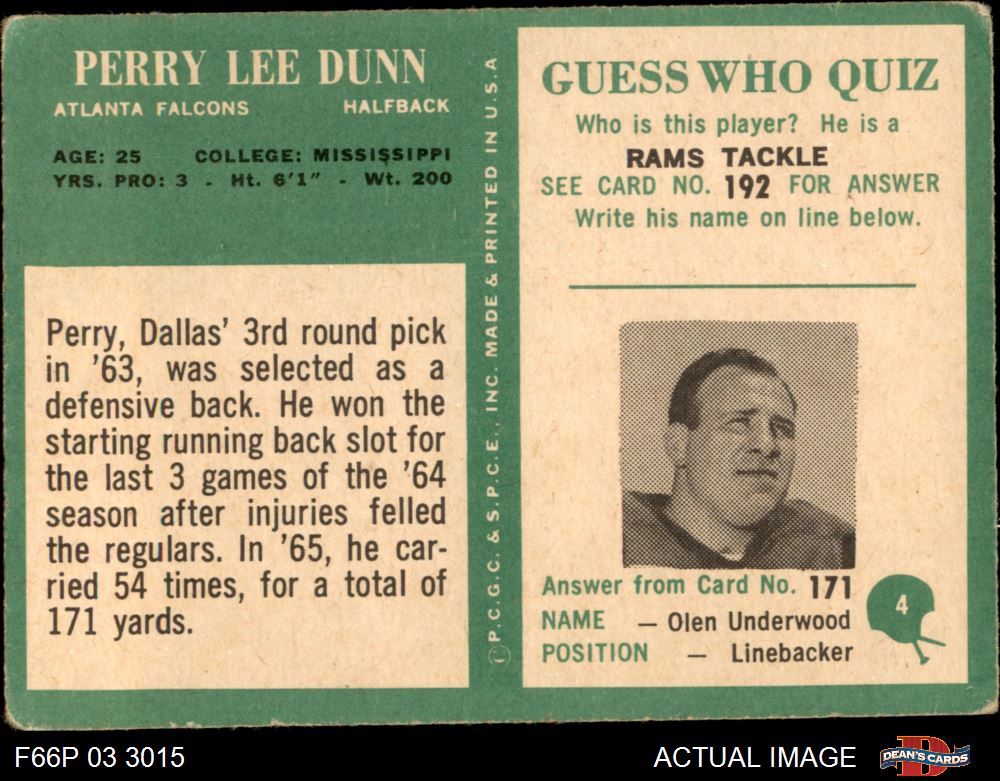 PERRY LEE DUNN
ATLANTA FALCONS HALFBACK
AGE: 25 COLLEGE: MISSISSIPPI
YRS. PRO: 3 - Ht. 6'1" - Wt. 200
Perry, Dallas' 3rd round pick
in '63, was selected as a
defensive back. He won the
starting running back slot for
the last 3 games of the '64
season after injuries felled
the regulars. In '65, he car-
ried 54 times, for a total of
171 yards.
Ⓒ P.C.G.C. & S.P.C.E., INC. MADE & PRINTED IN U.S.A.
GUESS WHO QUIZ
Who is this player? He is a
RAMS TACKLE
SEE CARD NO. 192 FOR ANSWER
Write his name on line below.
Answer from Card No. 171
NAME — Olen Underwood
POSITION — Linebacker
4
F66P 03 3015
ACTUAL IMAGE
DEAN'S CARDS